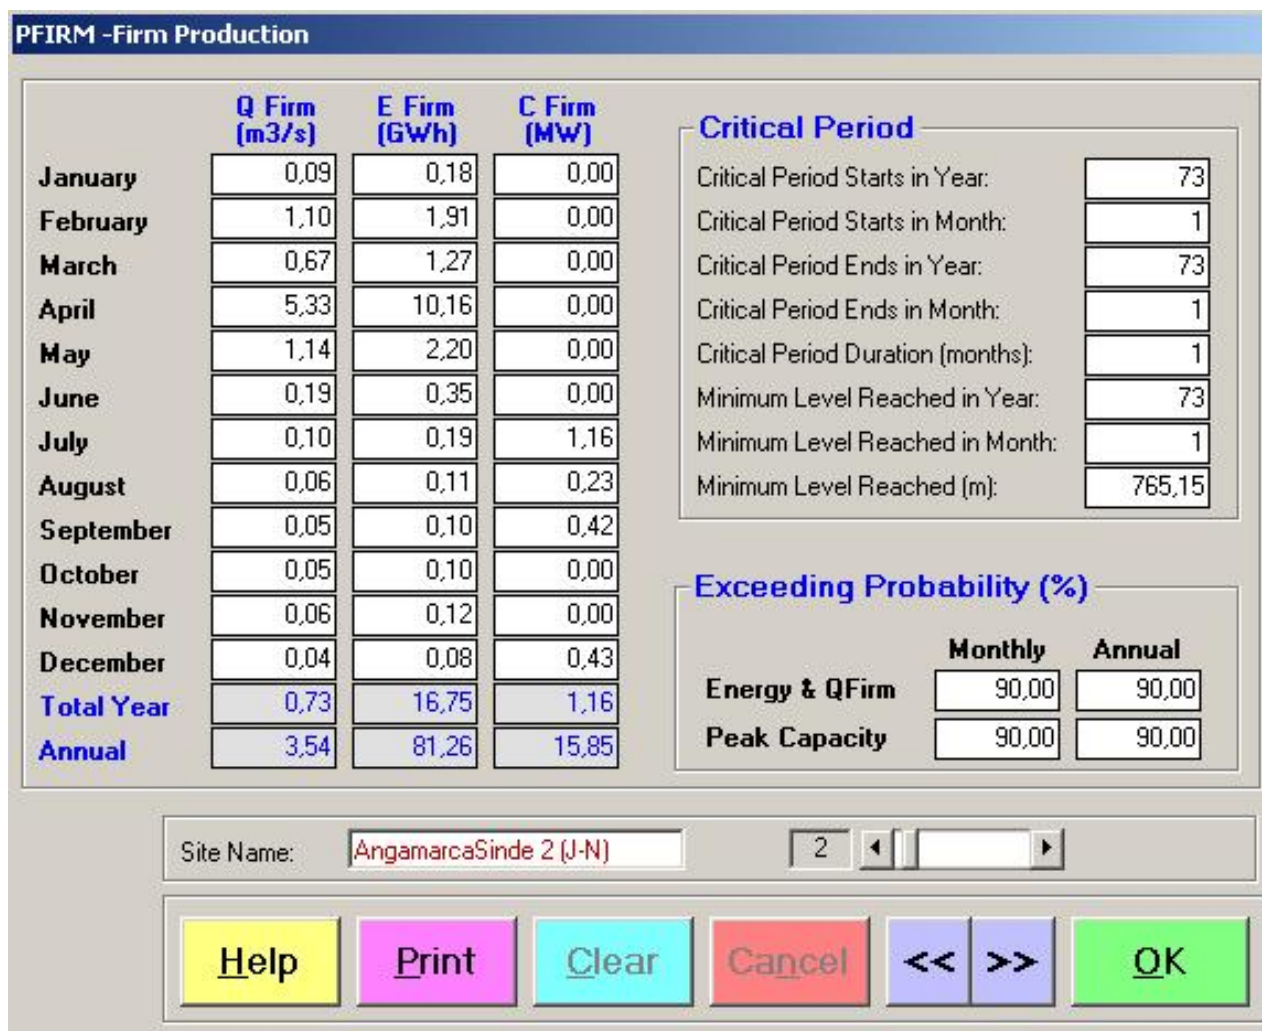 PFIRM -Firm Production
Q Firm (m3/s) E Firm (GWh) C Firm (MW)
January 0,09 0,18 0,00
February 1,10 1,91 0,00
March 0,67 1,27 0,00
April 5,33 10,16 0,00
May 1,14 2,20 0,00
June 0,19 0,35 0,00
July 0,10 0,19 1,16
August 0,06 0,11 0,23
September 0,05 0,10 0,42
October 0,05 0,10 0,00
November 0,06 0,12 0,00
December 0,04 0,08 0,43
Total Year 0,73 16,75 1,16
Annual 3,54 81,26 15,85
Critical Period
Critical Period Starts in Year: 73
Critical Period Starts in Month: 1
Critical Period Ends in Year: 73
Critical Period Ends in Month: 1
Critical Period Duration (months): 1
Minimum Level Reached in Year: 73
Minimum Level Reached in Month: 1
Minimum Level Reached (m): 765,15
Exceeding Probability (%)
Monthly Annual
Energy & QFirm 90,00 90,00
Peak Capacity 90,00 90,00
Site Name: AngamarcaSinde 2 (J-N) 2
Help Print Clear Cancel << >> OK